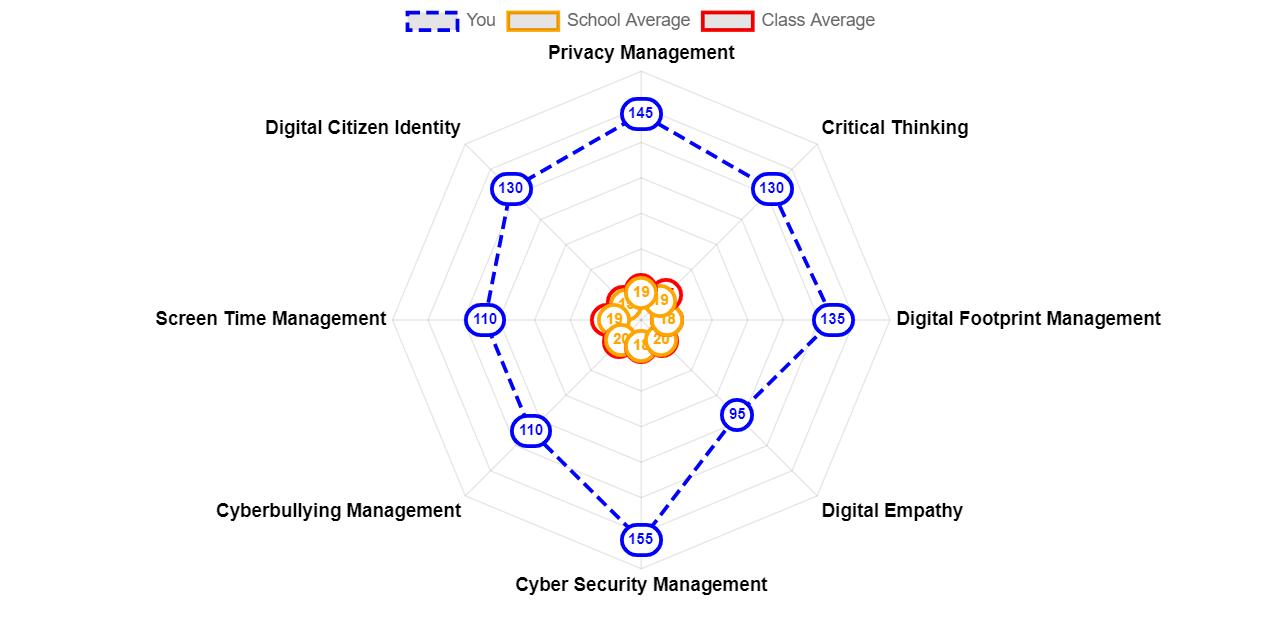 You School Average Class Average
Privacy Management
Digital Citizen Identity
Critical Thinking
145
130
130
19
19
Screen Time Management
110
19
18
135
Digital Footprint Management
20
18
20
95
110
Cyberbullying Management
Digital Empathy
155
Cyber Security Management